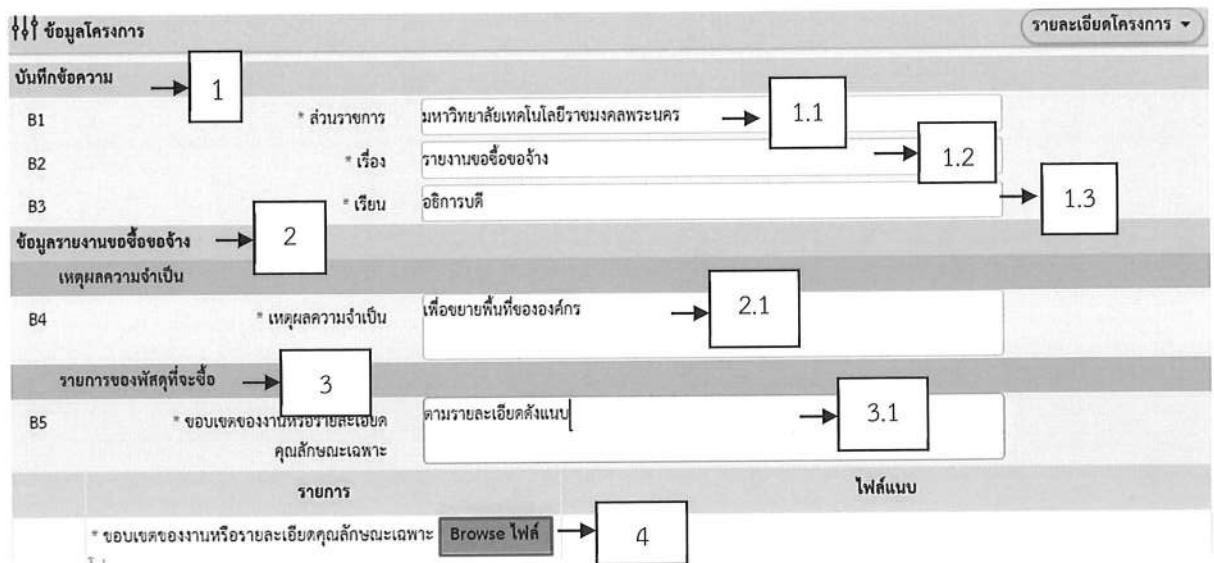 ข้อมูลโครงการ รายละเอียดโครงการ
บันทึกข้อความ 1
B1 * ส่วนราชการ มหาวิทยาลัยเทคโนโลยีราชมงคลพระนคร 1.1
B2 * เรื่อง รายงานขอซื้อขอจ้าง 1.2
B3 * เรียน อธิการบดี 1.3
ข้อมูลรายงานขอซื้อขอจ้าง 2
เหตุผลความจำเป็น
B4 * เหตุผลความจำเป็น เพื่อขยายพื้นที่ขององค์กร 2.1
รายการของพัสดุที่จะซื้อ 3
B5 * ขอบเขตของงานหรือรายละเอียด ตามรายละเอียดดังแนบ 3.1
คุณลักษณะเฉพาะ
รายการ ไฟล์แนบ
* ขอบเขตของงานหรือรายละเอียดคุณลักษณะเฉพาะ Browse ไฟล์ 4